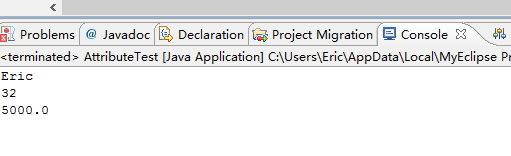 Problems @ Javadoc Declaration Project Migration Console
<terminated> AttributeTest [Java Application] C:\Users\Eric\AppData\Local\MyEclipse Pr
Eric
32
5000.0